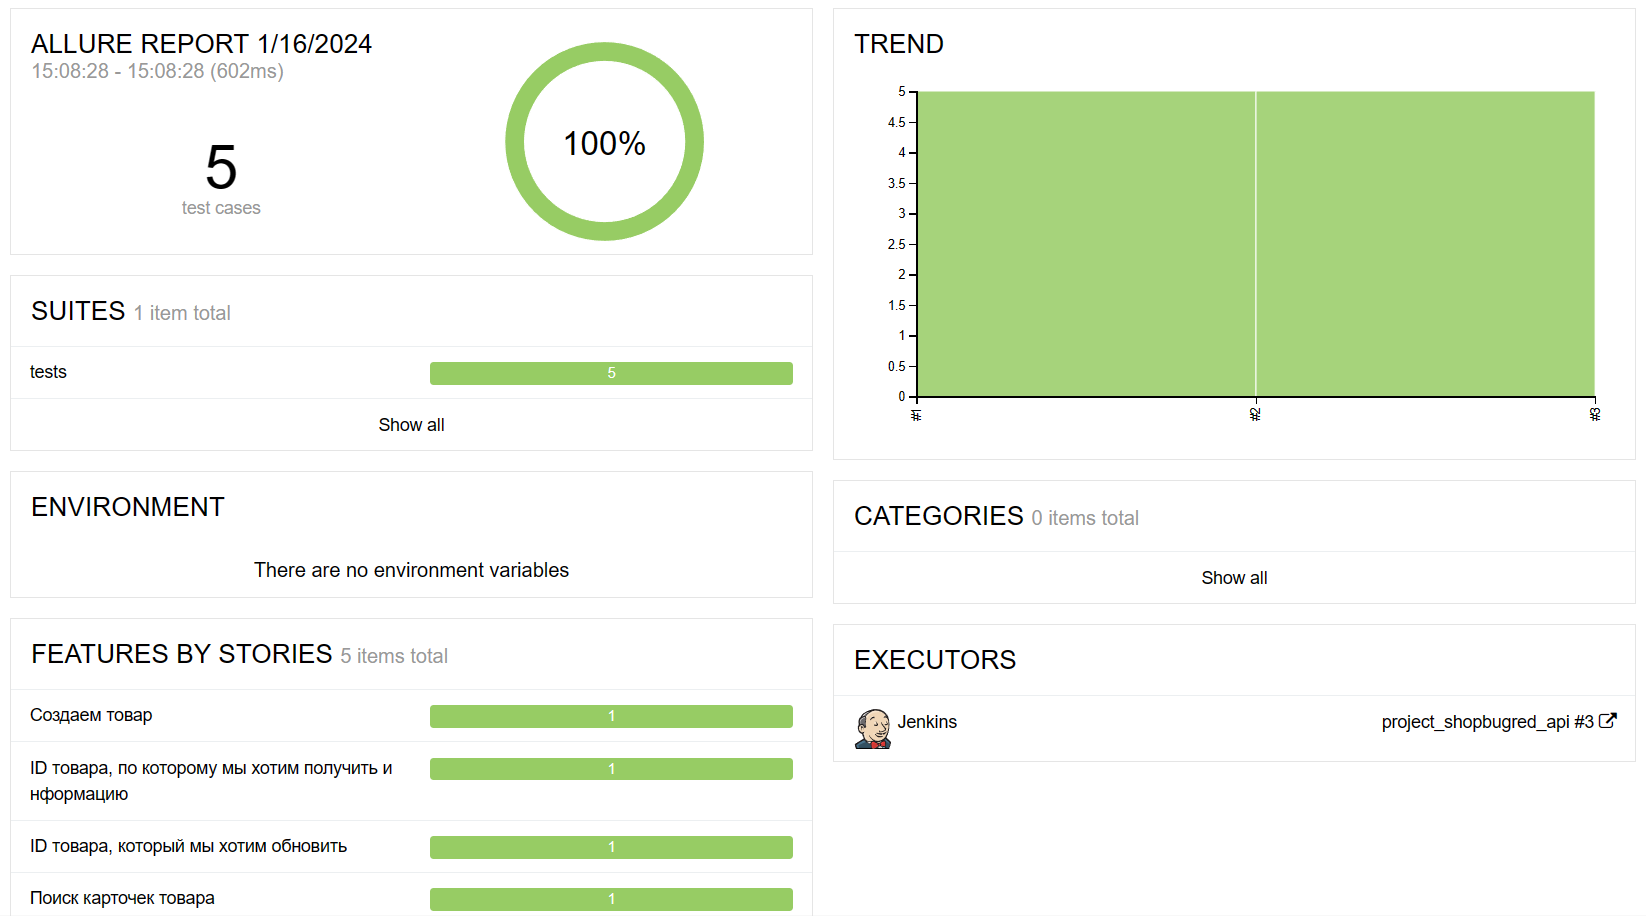 ALLURE REPORT 1/16/2024
15:08:28 - 15:08:28 (602ms)
5
test cases
100%
SUITES 1 item total
tests 5
Show all
ENVIRONMENT
There are no environment variables
FEATURES BY STORIES 5 items total
Создаем товар 1
ID товара, по которому мы хотим получить и 1
нформацию
ID товара, который мы хотим обновить 1
Поиск карточек товара 1
TREND
5
4.5
4
3.5
3
2.5
2
1.5
1
0.5
0
#1 #2 #3
CATEGORIES 0 items total
Show all
EXECUTORS
Jenkins project_shopbugred_api #3